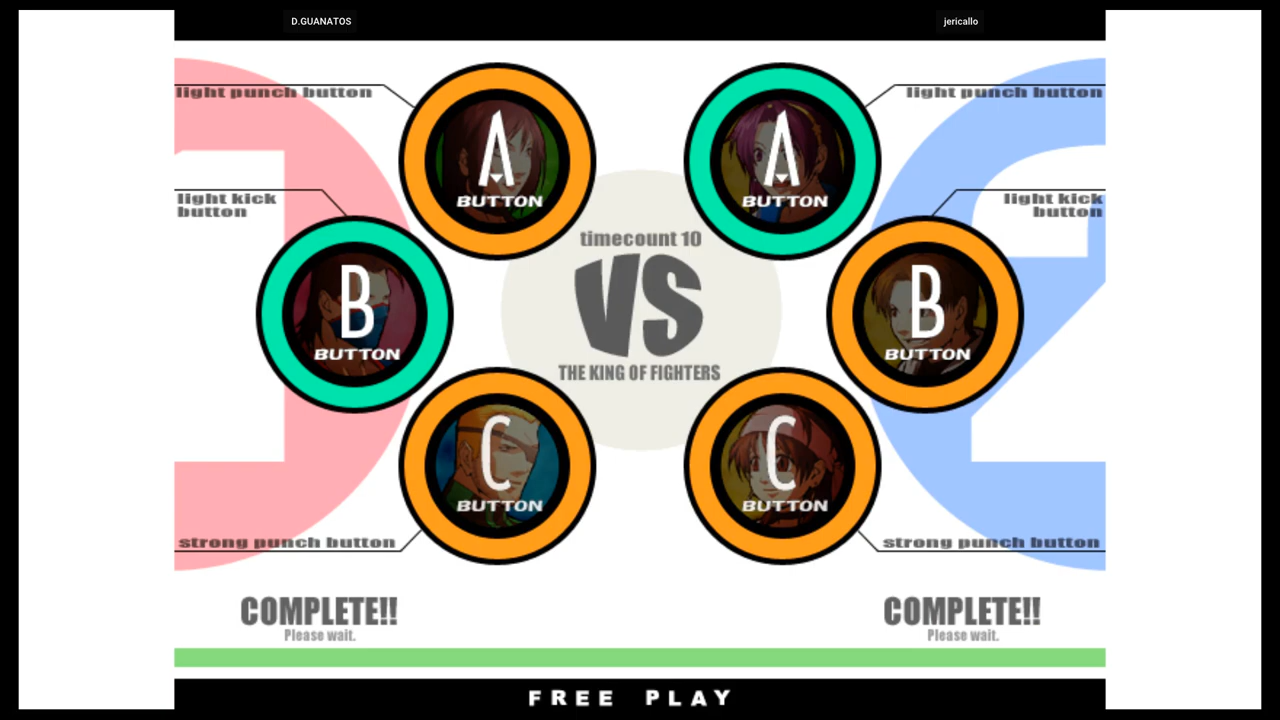 D.GUANATOS
jericallo
light punch button
A
BUTTON
A
BUTTON
light punch button
light kick
button
B
BUTTON
timecount 10
VS
THE KING OF FIGHTERS
light kick
button
B
BUTTON
C
BUTTON
C
BUTTON
strong punch button
strong punch button
COMPLETE!!
Please wait.
COMPLETE!!
Please wait.
FREE PLAY